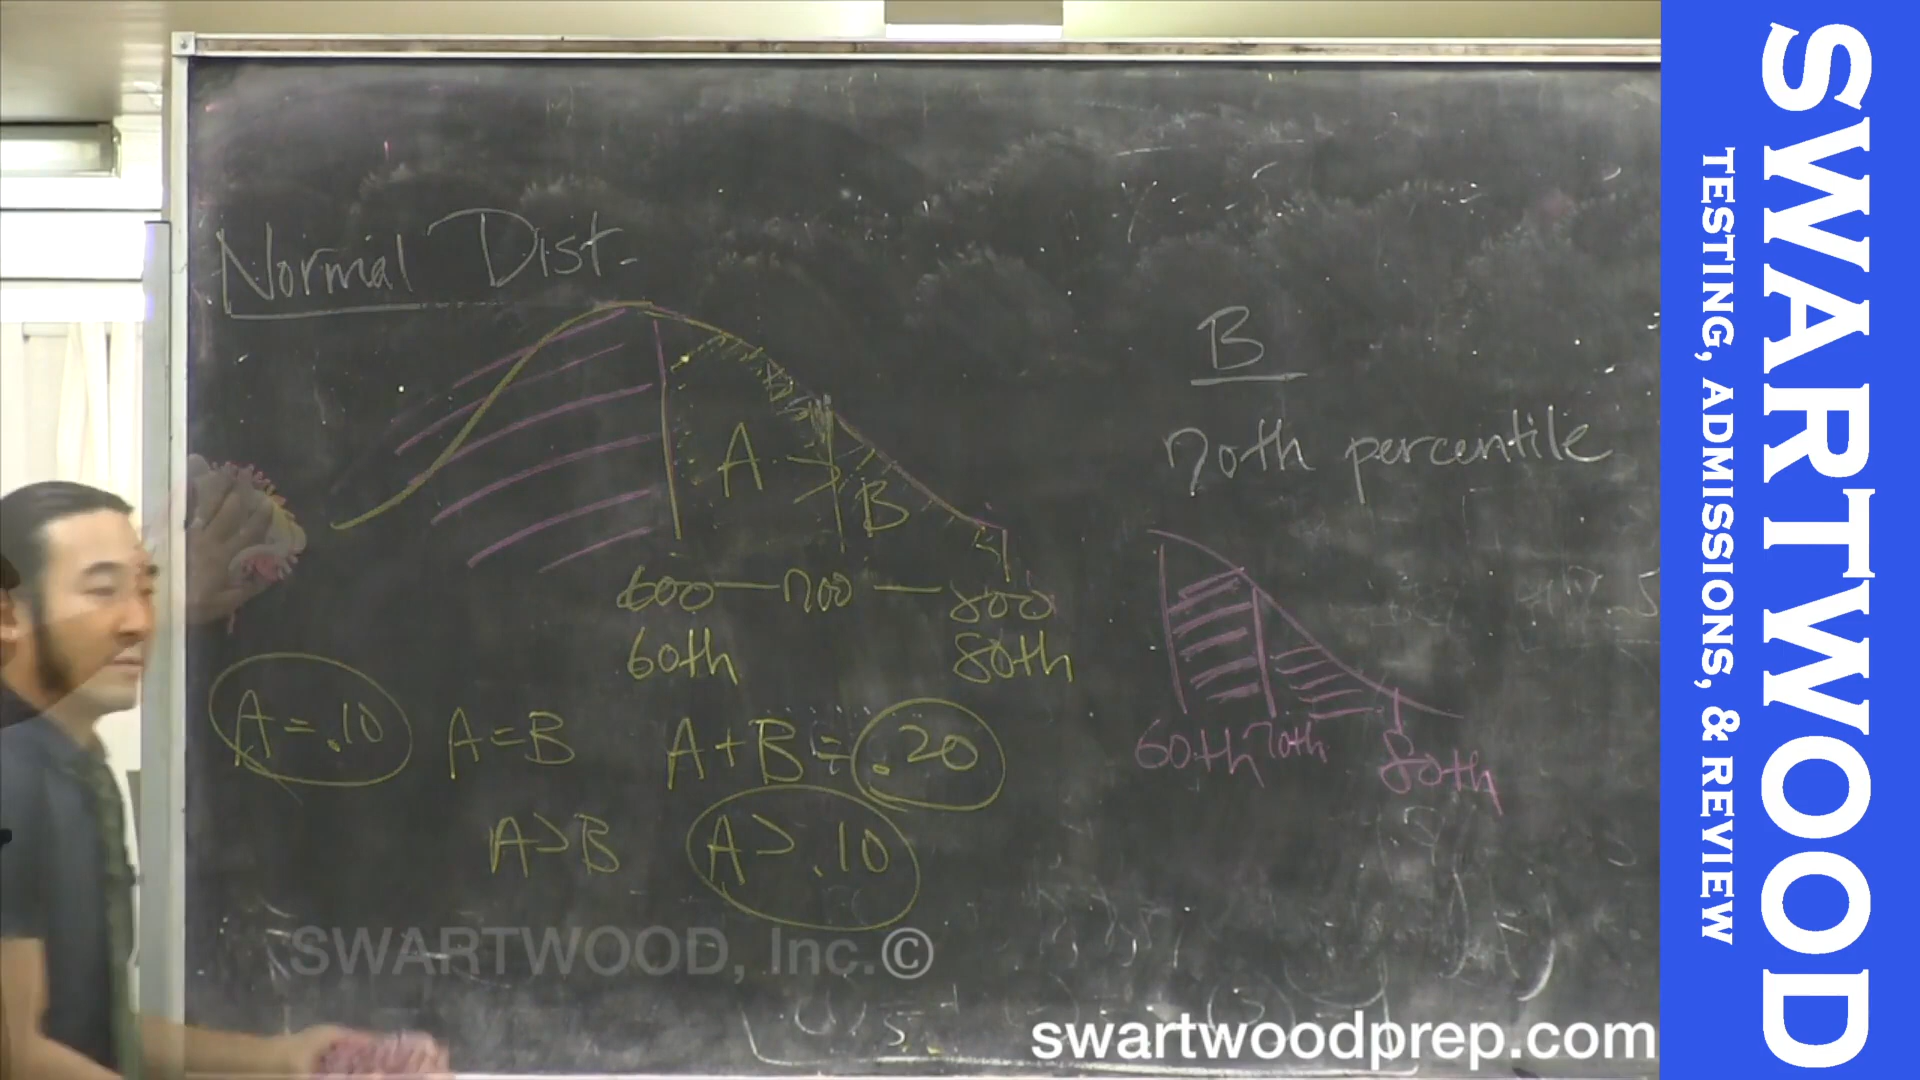 Normal Dist.
A
B
600 — 700 — 800
60th
80th
A = .10
A = B
A + B = .20
A > B
A > .10
B
70th percentile
60th 70th 80th
SWARTWOOD, Inc.©
swartwoodprep.com
SWARTWOOD
TESTING, ADMISSIONS, & REVIEW